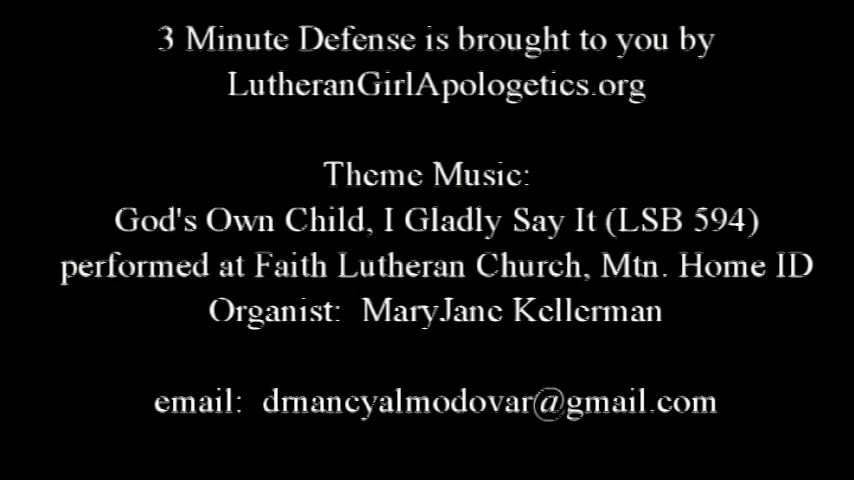 3 Minute Defense is brought to you by
LutheranGirlApologetics.org
Theme Music:
God's Own Child, I Gladly Say It (LSB 594)
performed at Faith Lutheran Church, Mtn. Home ID
Organist: MaryJane Kellerman
email: drnancyalmodovar@gmail.com